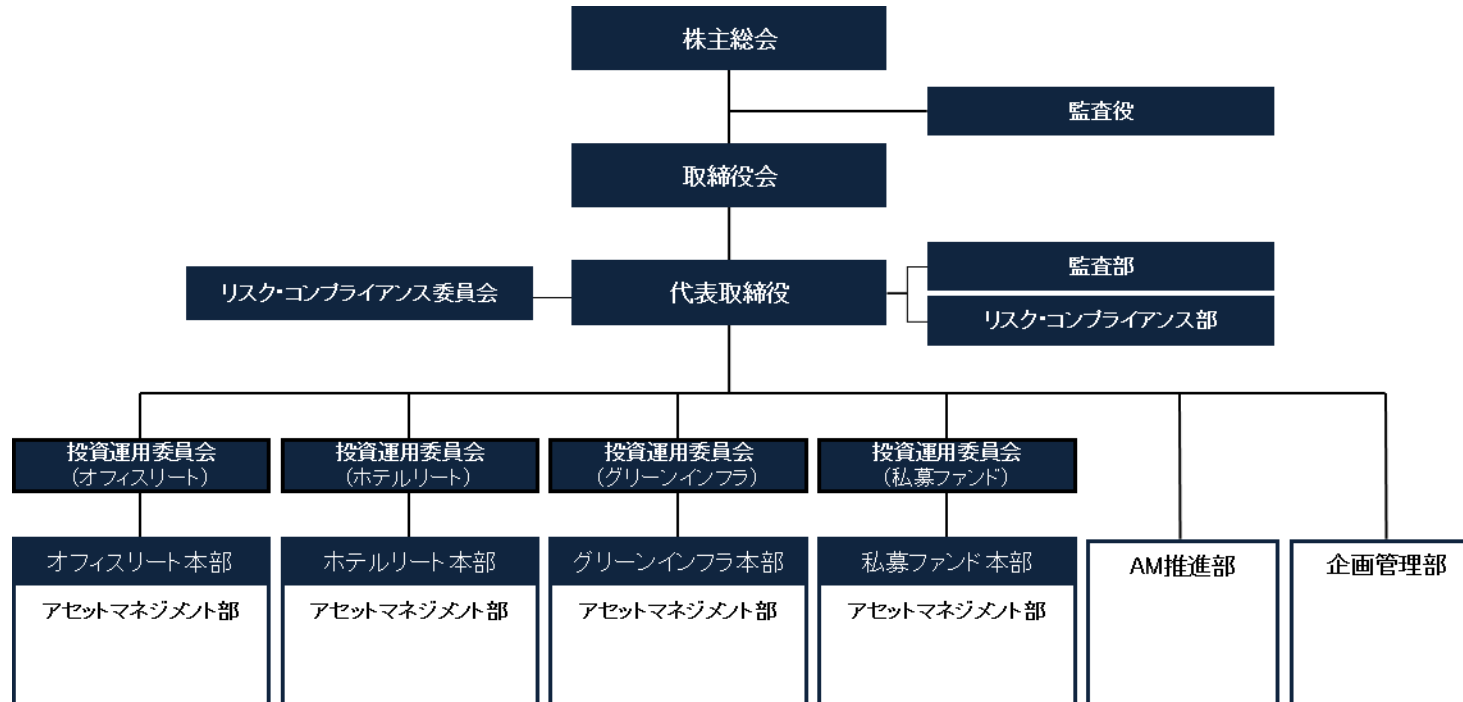 株主総会
監査役
取締役会
監査部
リスク・コンプライアンス委員会
代表取締役
リスク・コンプライアンス部
投資運用委員会
(オフィスリート)
投資運用委員会
(ホテルリート)
投資運用委員会
(グリーンインフラ)
投資運用委員会
(私募ファンド)
オフィスリート本部
ホテルリート本部
グリーンインフラ本部
私募ファンド本部
AM推進部
企画管理部
アセットマネジメント部
アセットマネジメント部
アセットマネジメント部
アセットマネジメント部